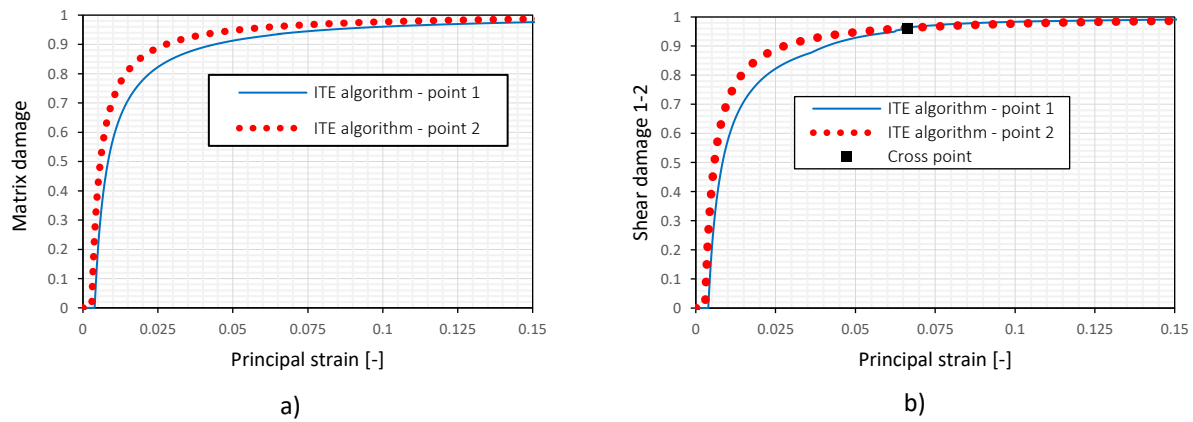 1
0.9
0.8
0.7
0.6
0.5
0.4
0.3
0.2
0.1
0
Matrix damage
ITE algorithm - point 1
ITE algorithm - point 2
0 0.025 0.05 0.075 0.1 0.125 0.15
Principal strain [-]
a)
1
0.9
0.8
0.7
0.6
0.5
0.4
0.3
0.2
0.1
0
Shear damage 1-2
ITE algorithm - point 1
ITE algorithm - point 2
Cross point
0 0.025 0.05 0.075 0.1 0.125 0.15
Principal strain [-]
b)